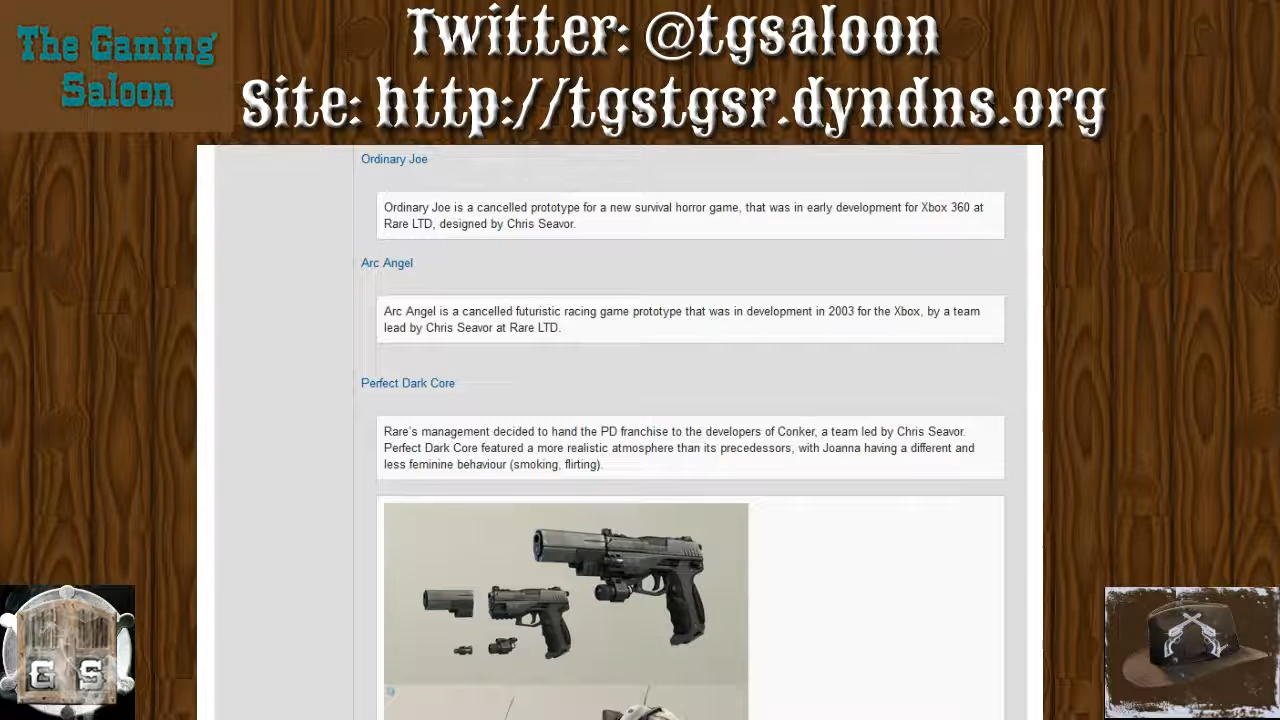 The Gaming
Saloon
Twitter: @tgsaloon
Site: http://tgstgsr.dyndns.org
Ordinary Joe
Ordinary Joe is a cancelled prototype for a new survival horror game, that was in early development for Xbox 360 at
Rare LTD, designed by Chris Seavor.
Arc Angel
Arc Angel is a cancelled futuristic racing game prototype that was in development in 2003 for the Xbox, by a team
lead by Chris Seavor at Rare LTD.
Perfect Dark Core
Rare's management decided to hand the PD franchise to the developers of Conker, a team led by Chris Seavor.
Perfect Dark Core featured a more realistic atmosphere than its precedessors, with Joanna having a different and
less feminine behaviour (smoking, flirting).
G S